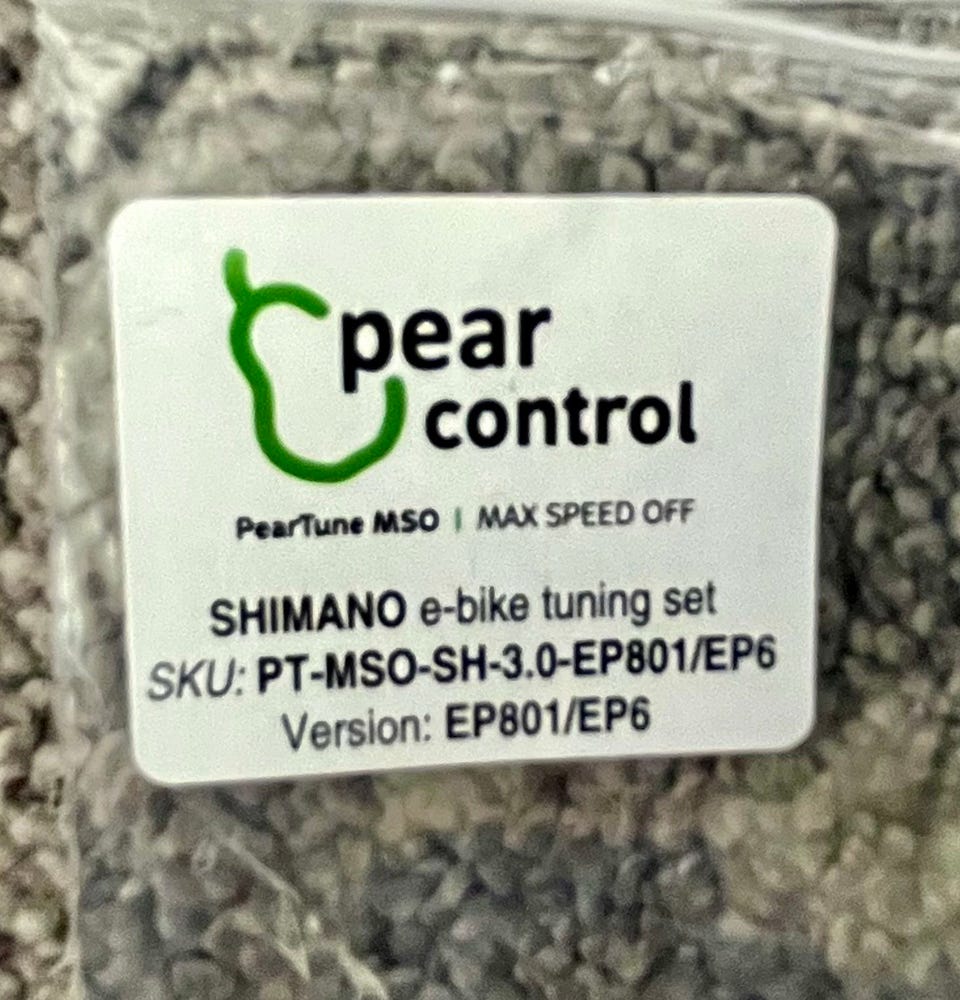 pear
control
PearTune MSO | MAX SPEED OFF
SHIMANO e-bike tuning set
SKU: PT-MSO-SH-3.0-EP801/EP6
Version: EP801/EP6